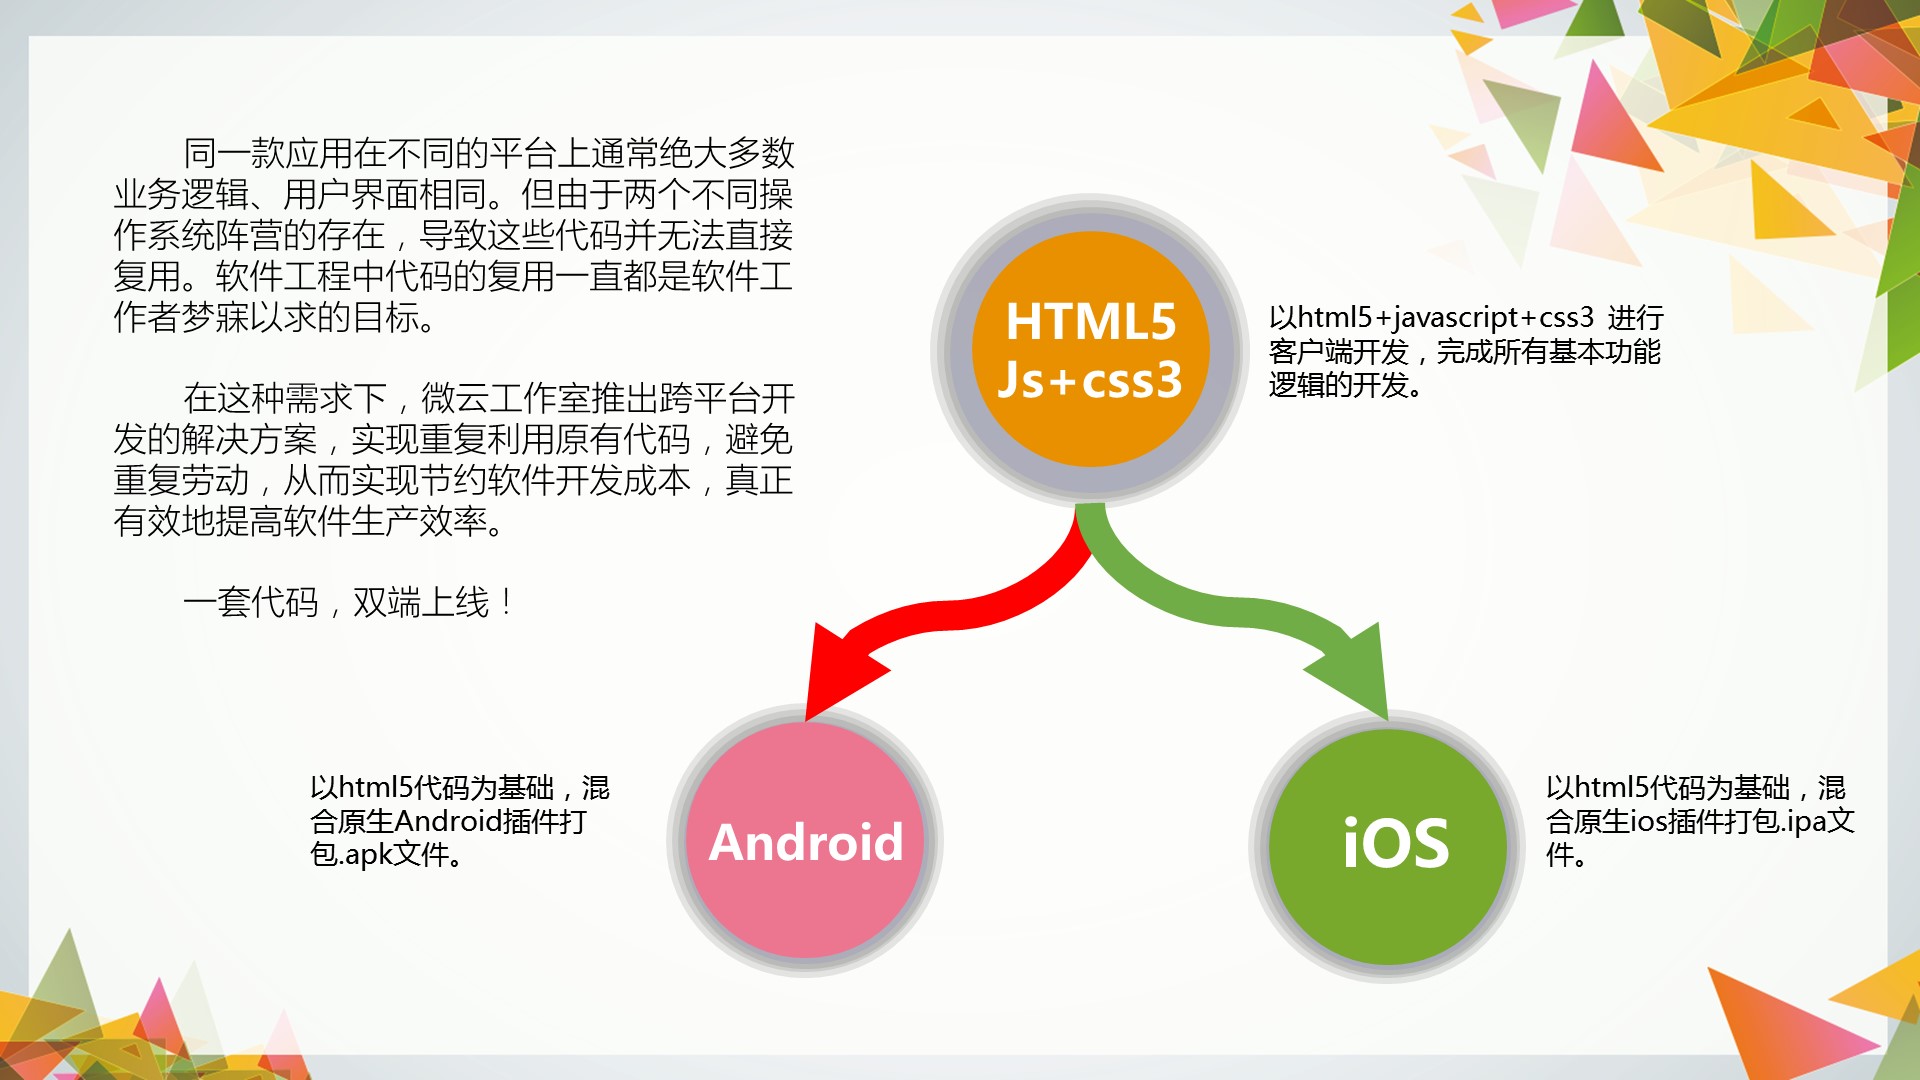 同一款应用在不同的平台上通常绝大多数
业务逻辑、用户界面相同。但由于两个不同操
作系统阵营的存在，导致这些代码并无法直接
复用。软件工程中代码的复用一直都是软件工
作者梦寐以求的目标。
在这种需求下，微云工作室推出跨平台开
发的解决方案，实现重复利用原有代码，避免
重复劳动，从而实现节约软件开发成本，真正
有效地提高软件生产效率。
一套代码，双端上线！
HTML5
Js+css3
以html5+javascript+css3 进行
客户端开发，完成所有基本功能
逻辑的开发。
以html5代码为基础，混
合原生Android插件打
包.apk文件。
Android
iOS
以html5代码为基础，混
合原生ios插件打包.ipa文
件。